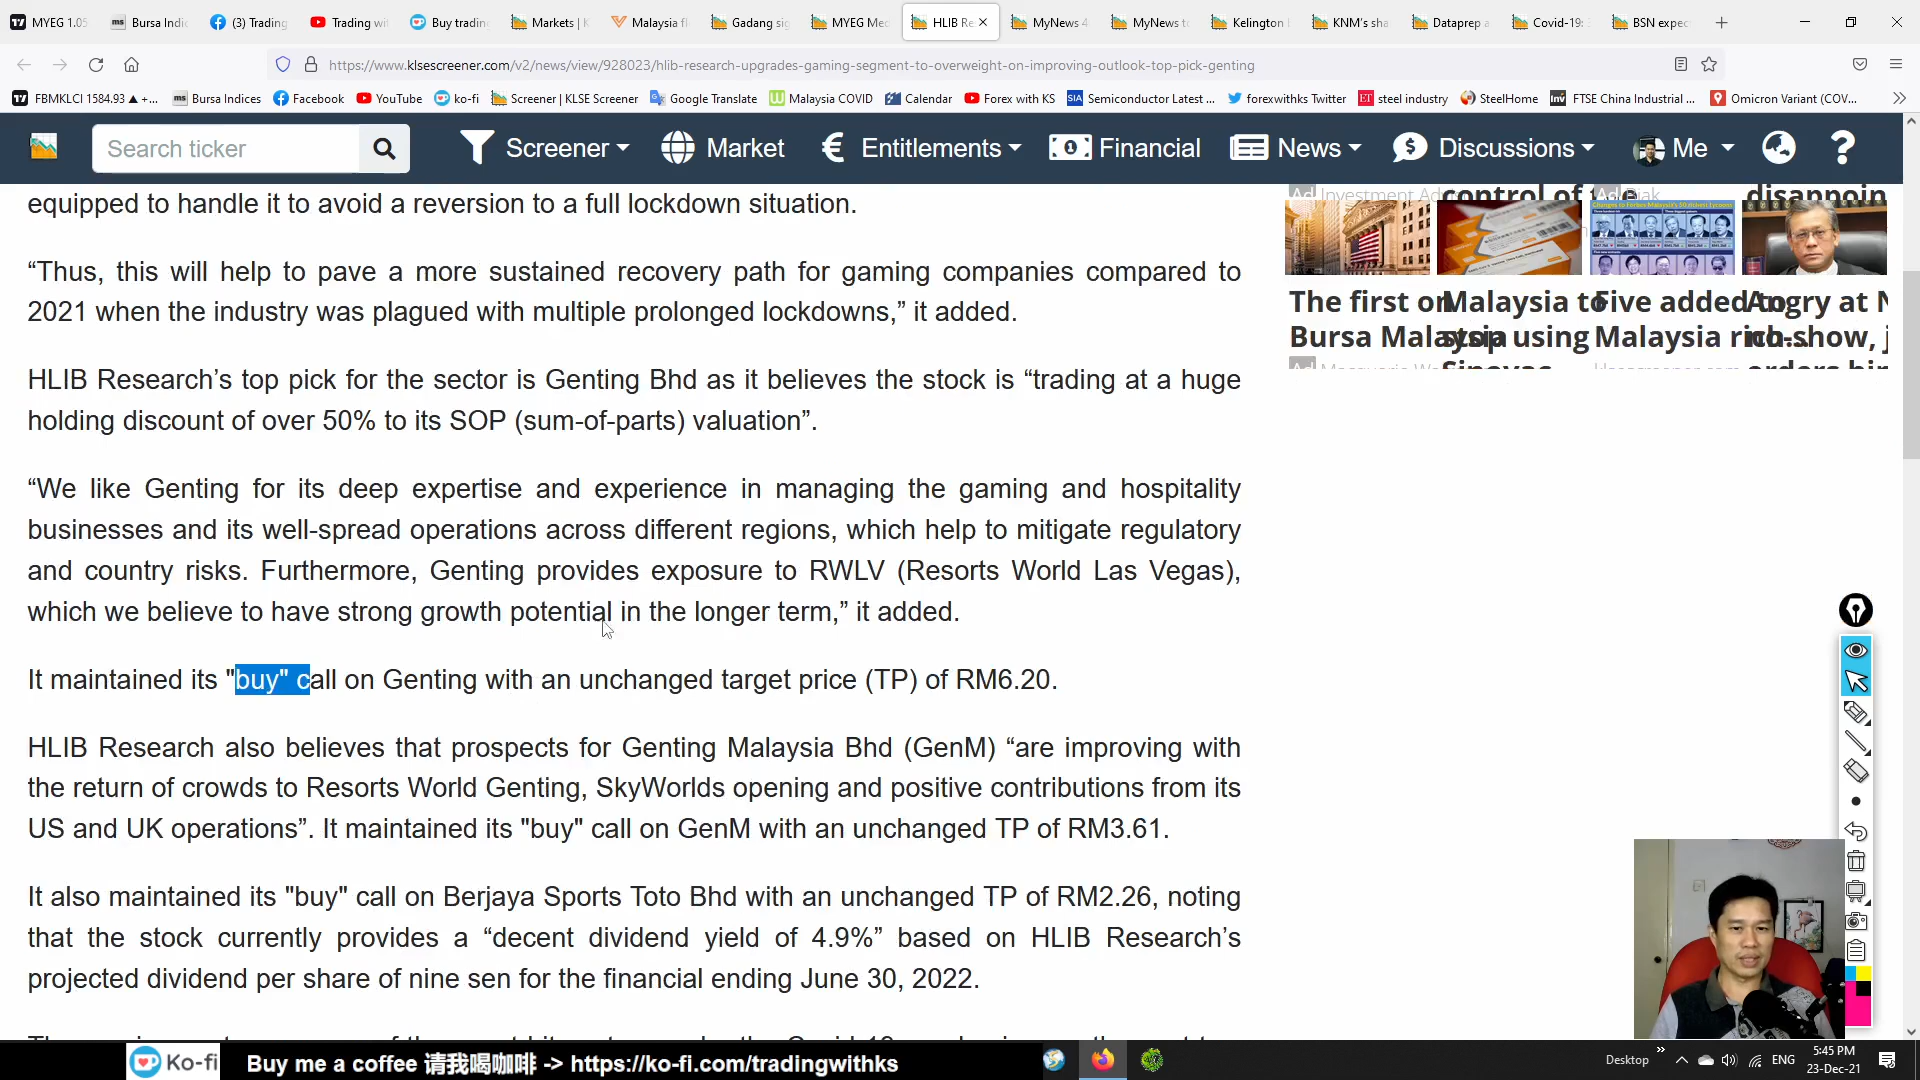 MYEG 1.05
Bursa Indi
(3) Trading
Trading wi
Buy trading
Markets | K
Malaysia fl
Gadang sig
MYEG Med
HLIB Re
MyNews 4
MyNews to
Kelington
KNM's sha
Dataprep a
Covid-19:
BSN expec
https://www.klsescreener.com/v2/news/view/928023/hlib-research-upgrades-gaming-segment-to-overweight-on-improving-outlook-top-pick-genting
FBMKLCI 1584.93 ▲ +...
Bursa Indices
Facebook
YouTube
ko-fi
Screener | KLSE Screener
Google Translate
Malaysia COVID
Calendar
Forex with KS
SIA Semiconductor Latest ...
forexwithks Twitter
ET steel industry
SteelHome
Inv FTSE China Industrial ...
Omicron Variant (COV...
Search ticker
Screener
Market
Entitlements
Financial
News
Discussions
Me
equipped to handle it to avoid a reversion to a full lockdown situation.
“Thus, this will help to pave a more sustained recovery path for gaming companies compared to
2021 when the industry was plagued with multiple prolonged lockdowns,” it added.
HLIB Research’s top pick for the sector is Genting Bhd as it believes the stock is “trading at a huge
holding discount of over 50% to its SOP (sum-of-parts) valuation”.
“We like Genting for its deep expertise and experience in managing the gaming and hospitality
businesses and its well-spread operations across different regions, which help to mitigate regulatory
and country risks. Furthermore, Genting provides exposure to RWLV (Resorts World Las Vegas),
which we believe to have strong growth potential in the longer term,” it added.
It maintained its "buy" call on Genting with an unchanged target price (TP) of RM6.20.
HLIB Research also believes that prospects for Genting Malaysia Bhd (GenM) “are improving with
the return of crowds to Resorts World Genting, SkyWorlds opening and positive contributions from its
US and UK operations”. It maintained its "buy" call on GenM with an unchanged TP of RM3.61.
It also maintained its "buy" call on Berjaya Sports Toto Bhd with an unchanged TP of RM2.26, noting
that the stock currently provides a “decent dividend yield of 4.9%” based on HLIB Research’s
projected dividend per share of nine sen for the financial ending June 30, 2022.
Ad Investment Ad
control of
Ad
disappoin
The first on
Bursa Malaysia
Malaysia to
stop using
Five added to
Malaysia rich...
Angry at N
no-show, j
Ko-fi
Buy me a coffee 请我喝咖啡 -> https://ko-fi.com/tradingwithks
Desktop
ENG
5:45 PM
23-Dec-21